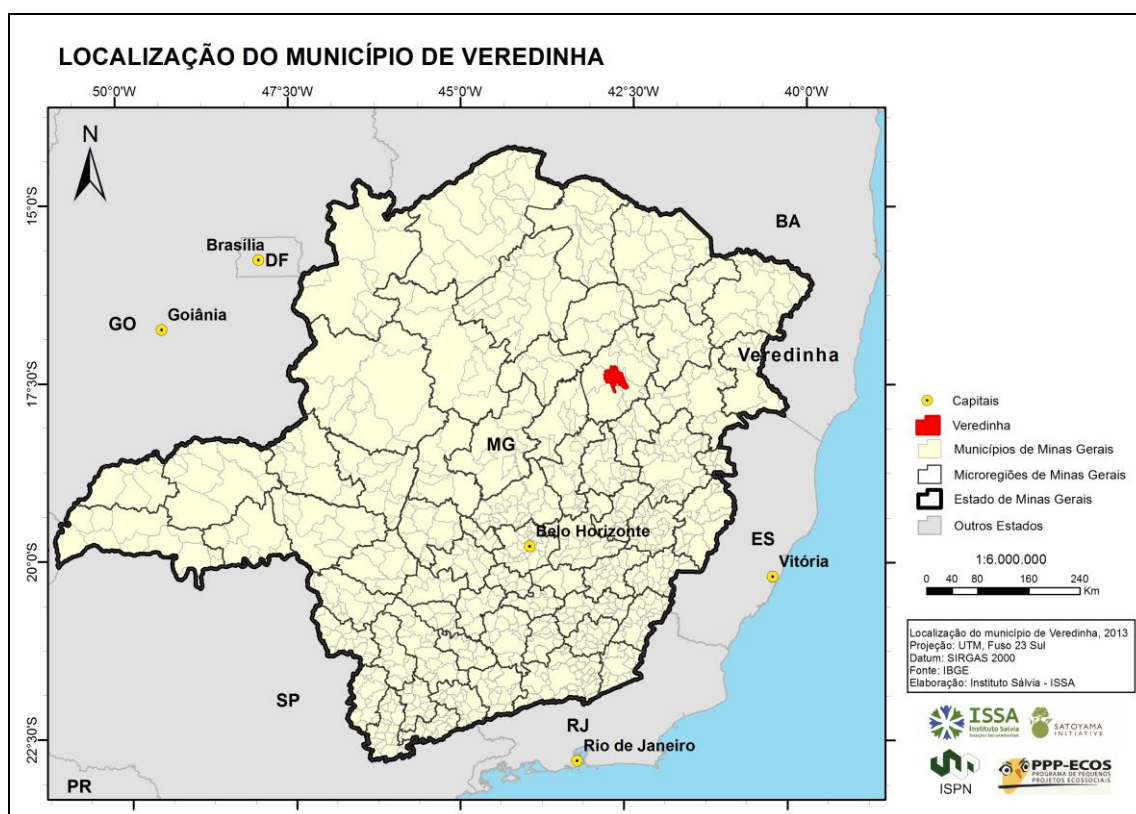 LOCALIZAÇÃO DO MUNICÍPIO DE VEREDINHA
50°0'W 47°30'W 45°0'W 42°30'W 40°0'W
N
15°0'S
BA
Brasília
DF
GO
Goiânia
Veredinha
17°30'S
MG
Belo Horizonte
ES
20°0'S
Vitória
SP
RJ
22°30'S
Rio de Janeiro
PR
Capitais
Veredinha
Municípios de Minas Gerais
Microregiões de Minas Gerais
Estado de Minas Gerais
Outros Estados
1:6.000.000
0 40 80 160 240
Km
Localização do município de Veredinha, 2013
Projeção: UTM, Fuso 23 Sul
Datum: SIRGAS 2000
Fonte: IBGE
Elaboração: Instituto Sálvia - ISSA
ISSA
Instituto Sálvia
SATOYAMA
INITIATIVE
ISPN
PPP-ECOS
PROGRAMA DE PEQUENOS
PROJETOS ECOSSOCIAIS